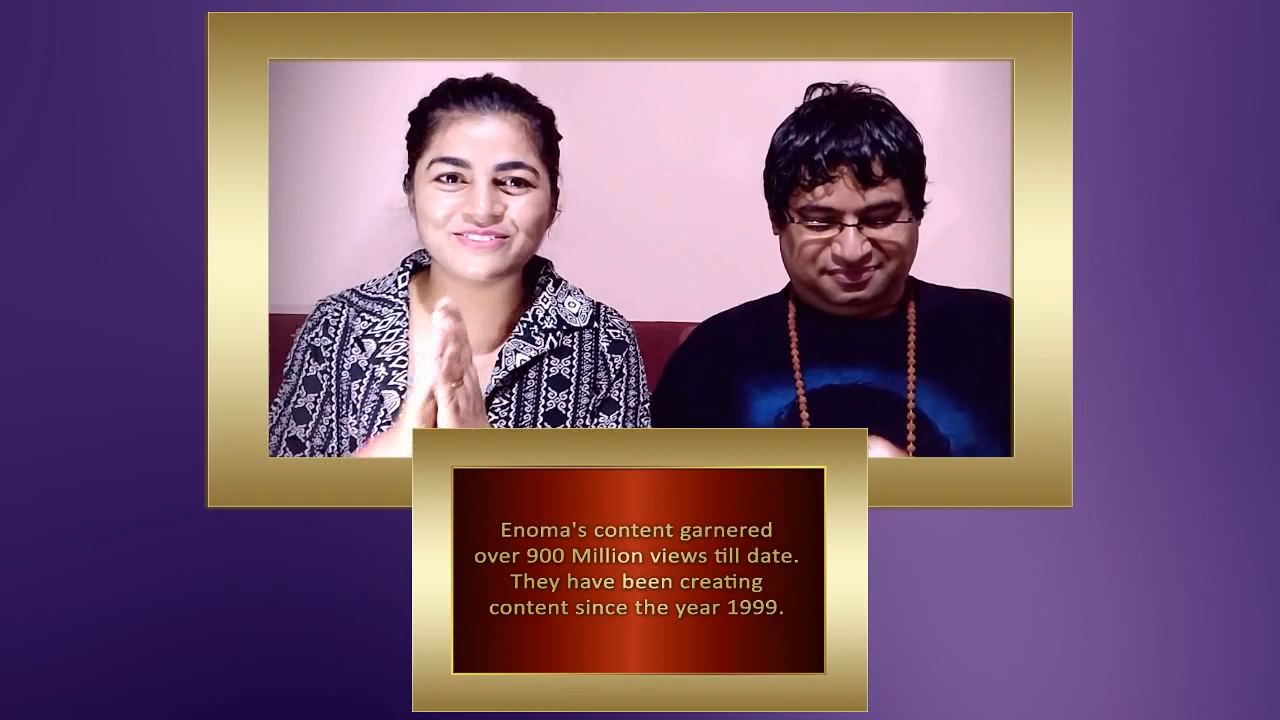 Enoma's content garnered
over 900 Million views till date.
They have been creating
content since the year 1999.